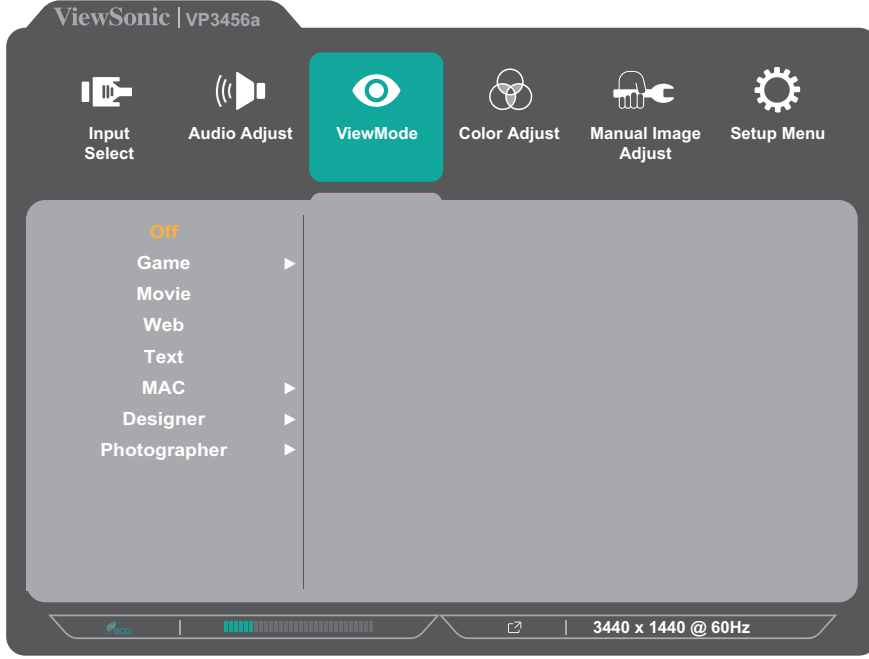 ViewSonic | VP3456a
Input Select
Audio Adjust
ViewMode
Color Adjust
Manual Image Adjust
Setup Menu
Off
Game
Movie
Web
Text
MAC
Designer
Photographer
eco
3440 x 1440 @ 60Hz